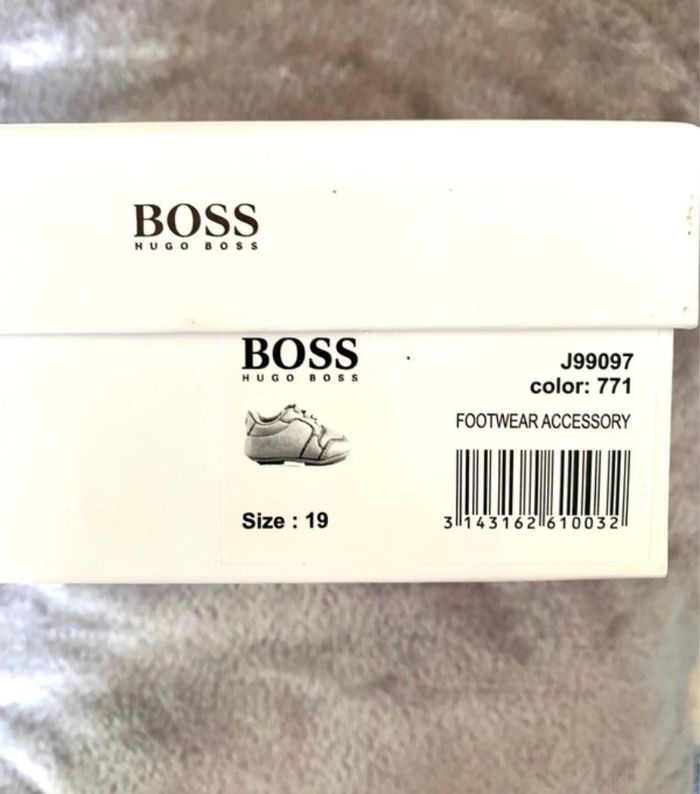 BOSS
HUGO BOSS
BOSS
HUGO BOSS
J99097
color: 771
FOOTWEAR ACCESSORY
Size : 19
3 143162 610032